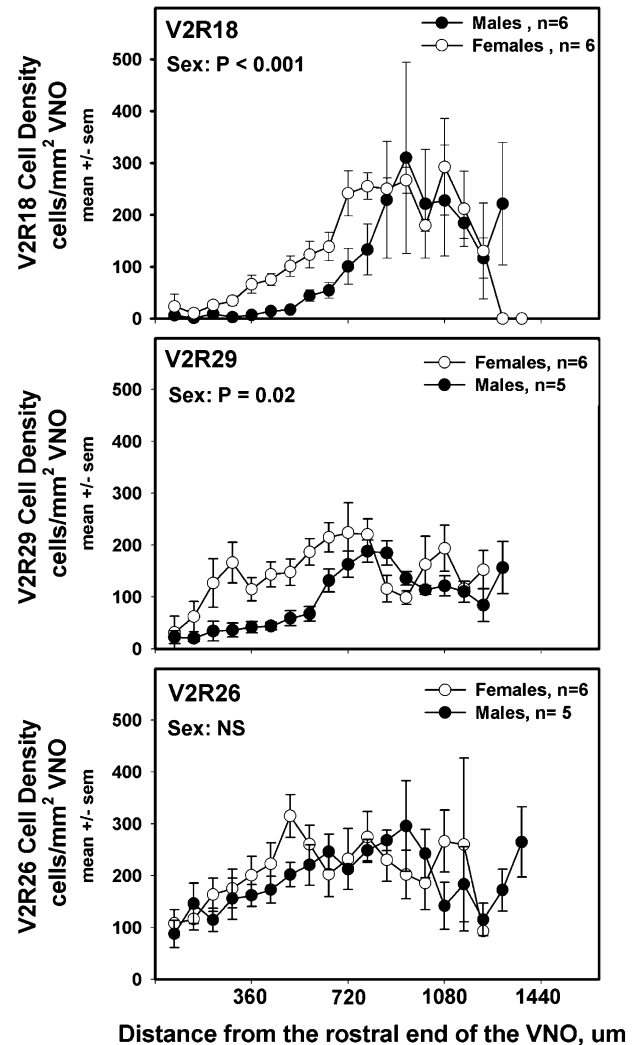 V2R18
Sex: P < 0.001
Males , n=6
Females , n= 6
V2R18 Cell Density
cells/mm² VNO
mean +/- sem
500
400
300
200
100
0
V2R29
Sex: P = 0.02
Females, n=6
Males, n=5
V2R29 Cell Density
cells/mm² VNO
mean +/- sem
500
400
300
200
100
0
V2R26
Sex: NS
Females, n=6
Males, n= 5
V2R26 Cell Density
cells/mm² VNO
mean +/- sem
500
400
300
200
100
0
360 720 1080 1440
Distance from the rostral end of the VNO, um